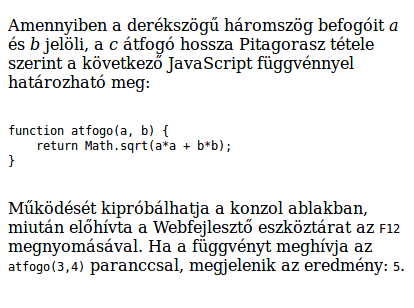 Amennyiben a derékszögű háromszög befogóit a
és b jelöli, a c átfogó hossza Pitagorasz tétele
szerint a következő JavaScript függvénnyel
határozható meg:
function atfogo(a, b) {
    return Math.sqrt(a*a + b*b);
}
Működését kipróbálhatja a konzol ablakban,
miután előhívta a Webfejlesztő eszköztárat az F12
megnyomásával. Ha a függvényt meghívja az
atfogo(3,4) paranccsal, megjelenik az eredmény: 5.